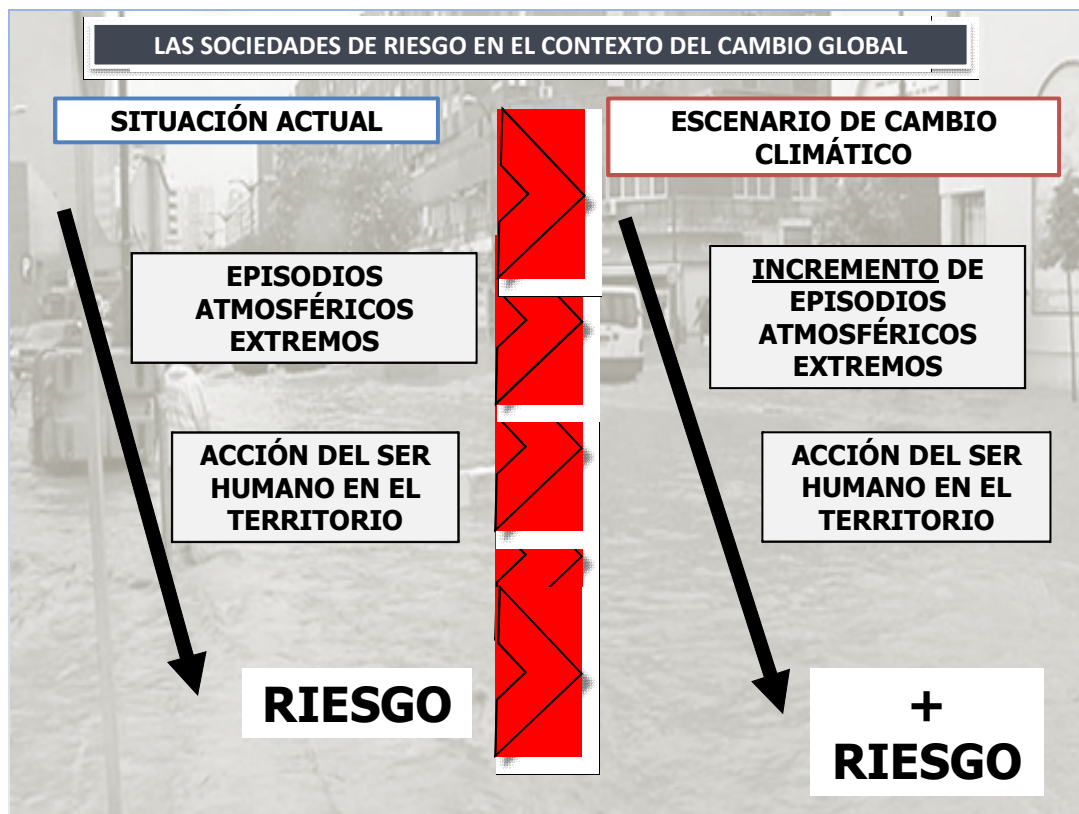 LAS SOCIEDADES DE RIESGO EN EL CONTEXTO DEL CAMBIO GLOBAL
SITUACIÓN ACTUAL
EPISODIOS
ATMOSFÉRICOS
EXTREMOS
ACCIÓN DEL SER
HUMANO EN EL
TERRITORIO
RIESGO
ESCENARIO DE CAMBIO
CLIMÁTICO
INCREMENTO DE
EPISODIOS
ATMOSFÉRICOS
EXTREMOS
ACCIÓN DEL SER
HUMANO EN EL
TERRITORIO
+
RIESGO